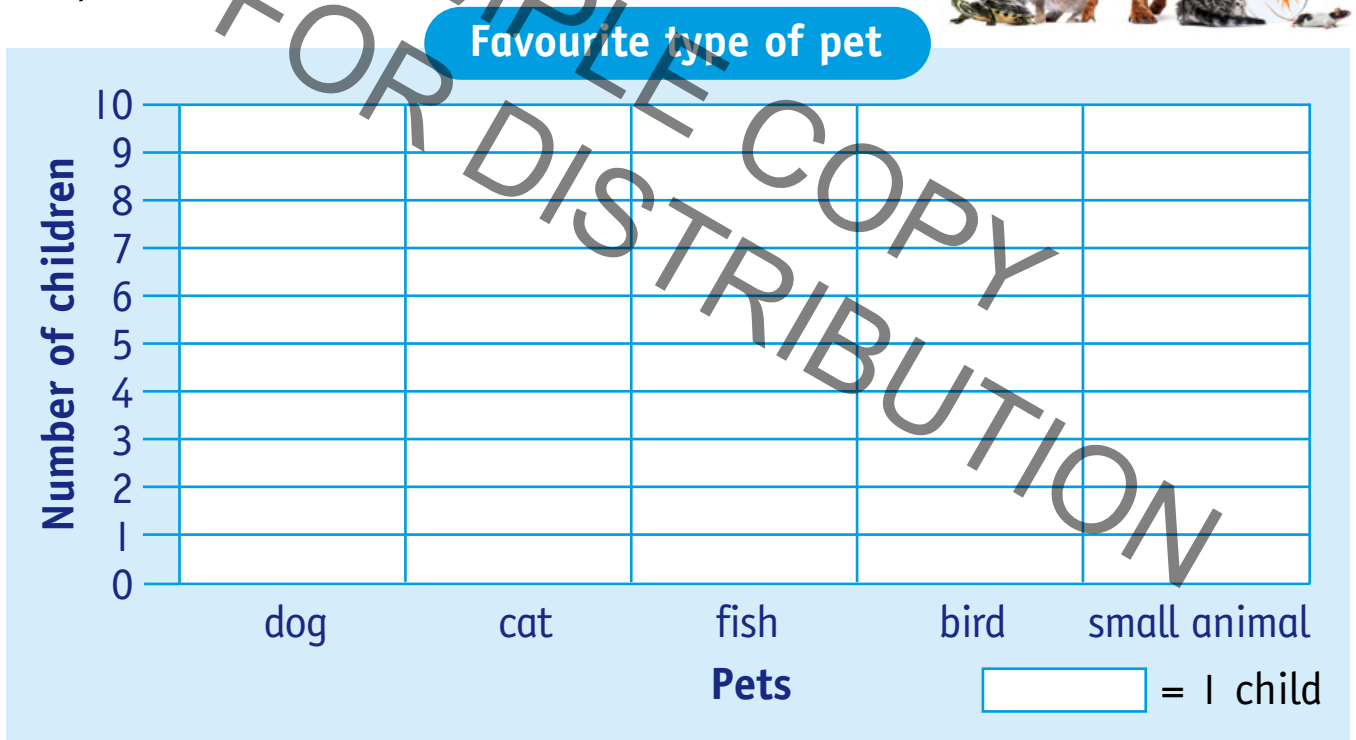 Favourite type of pet
SAMPLE COPY
FOR DISTRIBUTION
Number of children
10
9
8
7
6
5
4
3
2
1
0
dog cat fish bird small animal
Pets
= 1 child